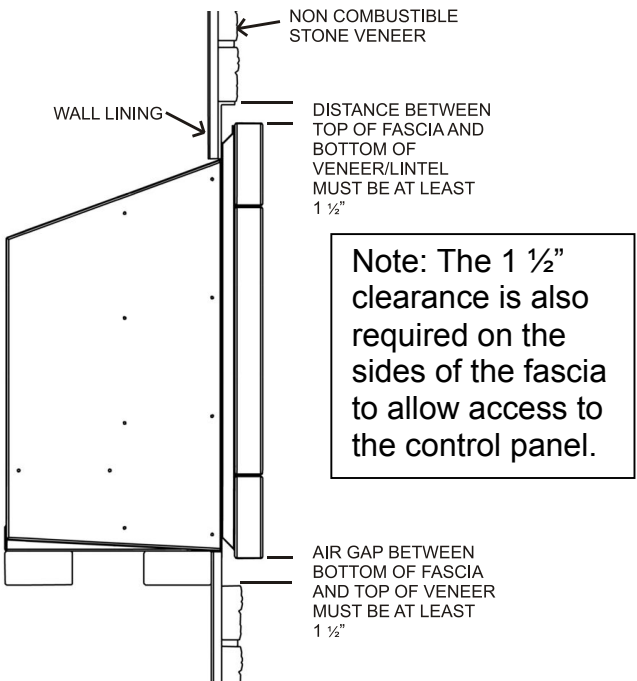 NON COMBUSTIBLE
STONE VENEER
WALL LINING
DISTANCE BETWEEN
TOP OF FASCIA AND
BOTTOM OF
VENEER/LINTEL
MUST BE AT LEAST
1 ½”
Note: The 1 ½”
clearance is also
required on the
sides of the fascia
to allow access to
the control panel.
AIR GAP BETWEEN
BOTTOM OF FASCIA
AND TOP OF VENEER
MUST BE AT LEAST
1 ½”